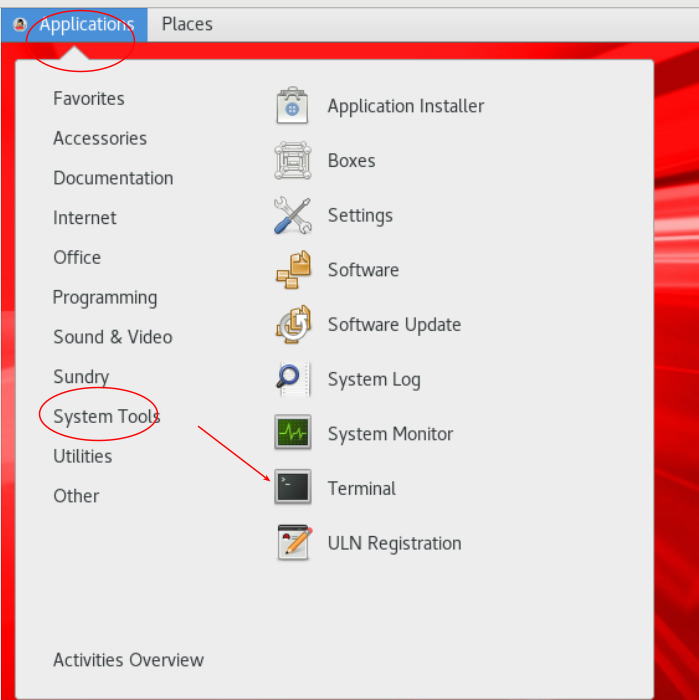 Applications Places
Favorites
Accessories
Documentation
Internet
Office
Programming
Sound & Video
Sundry
System Tools
Utilities
Other
Application Installer
Boxes
Settings
Software
Software Update
System Log
System Monitor
Terminal
ULN Registration
Activities Overview